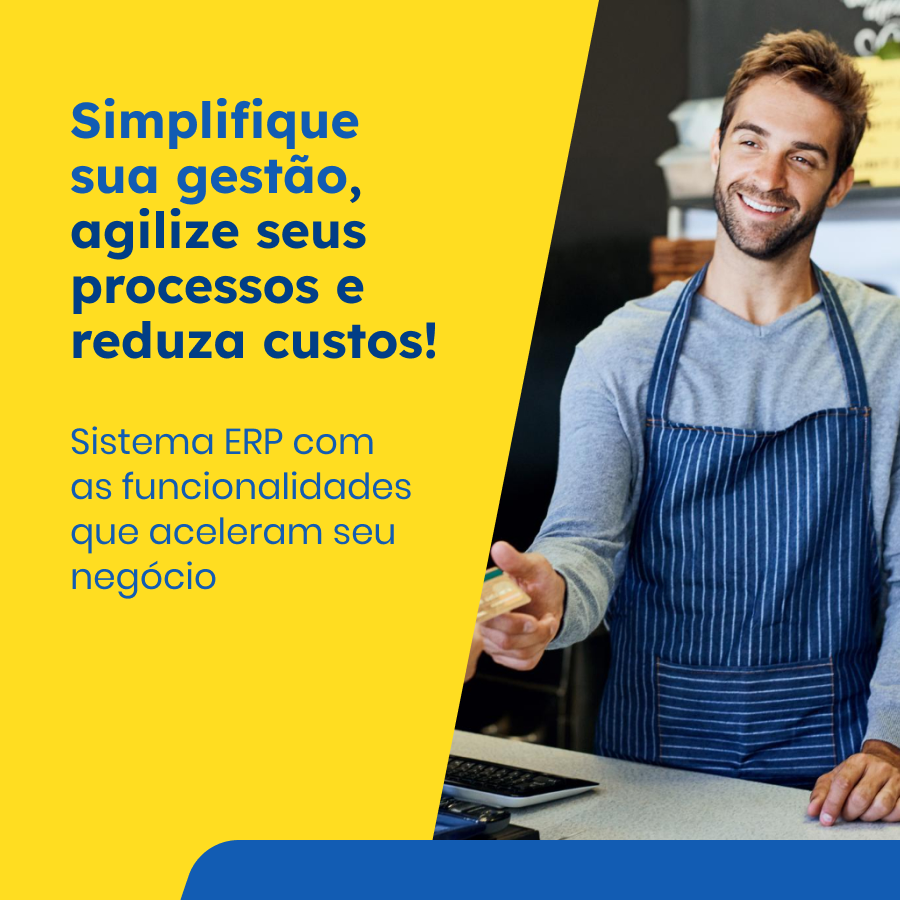 Simplifique
sua gestão,
agilize seus
processos e
reduza custos!
Sistema ERP com
as funcionalidades
que aceleram seu
negócio